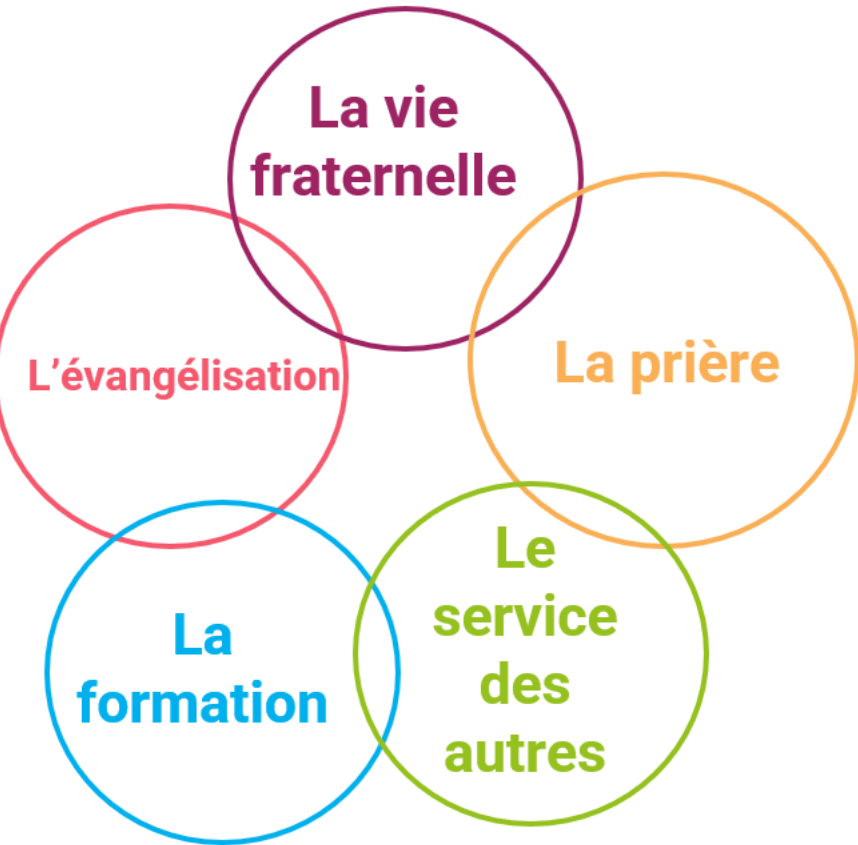 La vie
fraternelle
L’évangélisation
La prière
Le
service
des
autres
La
formation